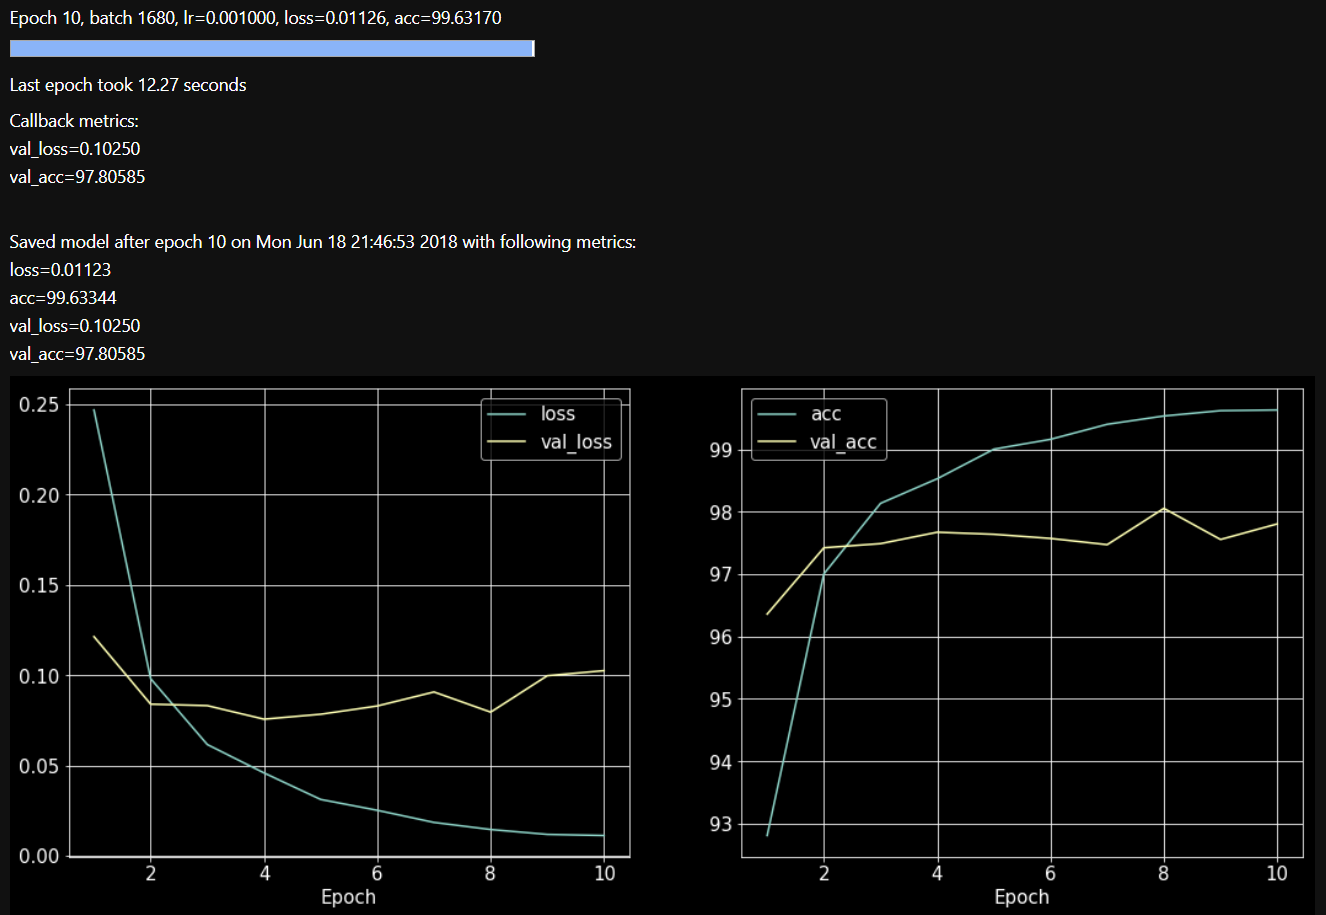 Epoch 10, batch 1680, lr=0.001000, loss=0.01126, acc=99.63170
Last epoch took 12.27 seconds
Callback metrics:
val_loss=0.10250
val_acc=97.80585
Saved model after epoch 10 on Mon Jun 18 21:46:53 2018 with following metrics:
loss=0.01123
acc=99.63344
val_loss=0.10250
val_acc=97.80585
loss
val_loss
0.25
0.20
0.15
0.10
0.05
0.00
2 4 6 8 10
Epoch
acc
val_acc
99
98
97
96
95
94
93
2 4 6 8 10
Epoch